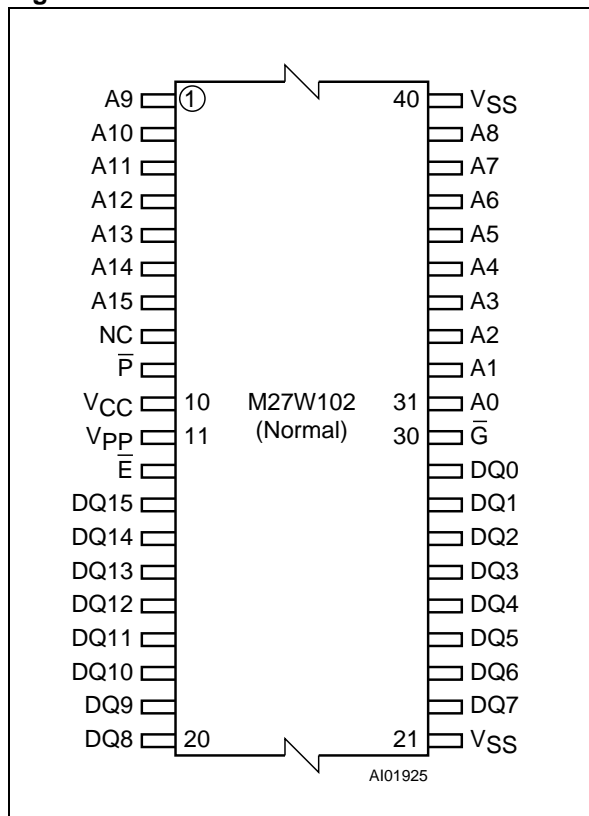 A9 1 40 VSS
A10 A8
A11 A7
A12 A6
A13 A5
A14 A4
A15 A3
NC A2
P̅ A1
VCC 10 M27W102 31 A0
VPP 11 (Normal) 30 G̅
E̅ DQ0
DQ15 DQ1
DQ14 DQ2
DQ13 DQ3
DQ12 DQ4
DQ11 DQ5
DQ10 DQ6
DQ9 DQ7
DQ8 20 21 VSS
AI01925